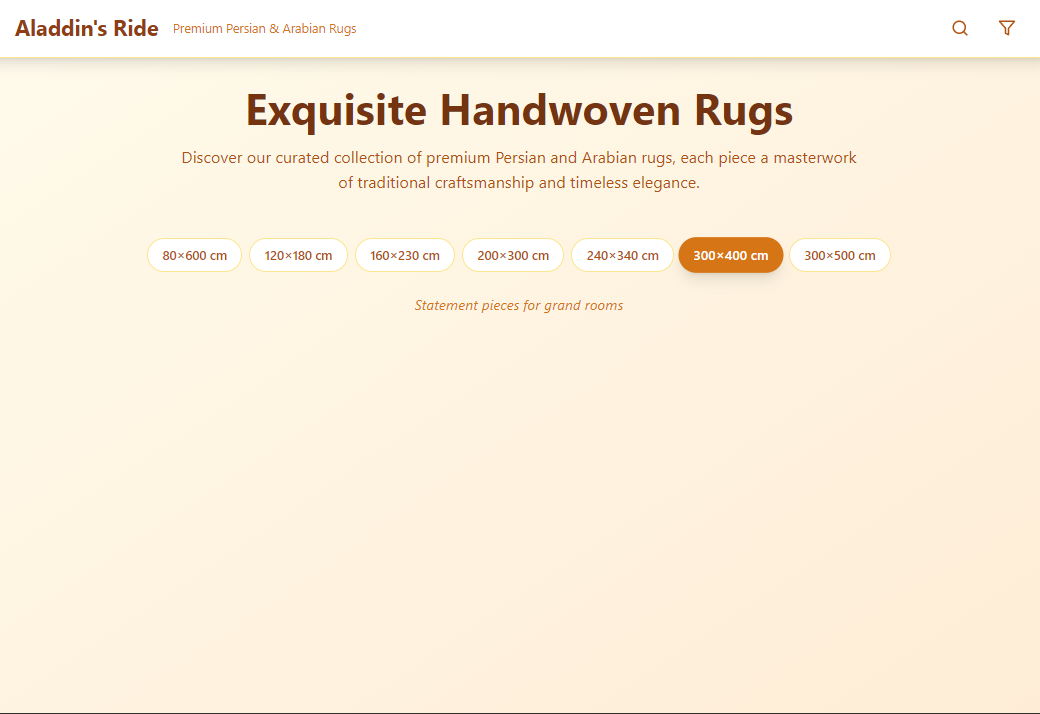 Aladdin's Ride Premium Persian & Arabian Rugs
Exquisite Handwoven Rugs
Discover our curated collection of premium Persian and Arabian rugs, each piece a masterwork
of traditional craftsmanship and timeless elegance.
80×600 cm 120×180 cm 160×230 cm 200×300 cm 240×340 cm 300×400 cm 300×500 cm
Statement pieces for grand rooms